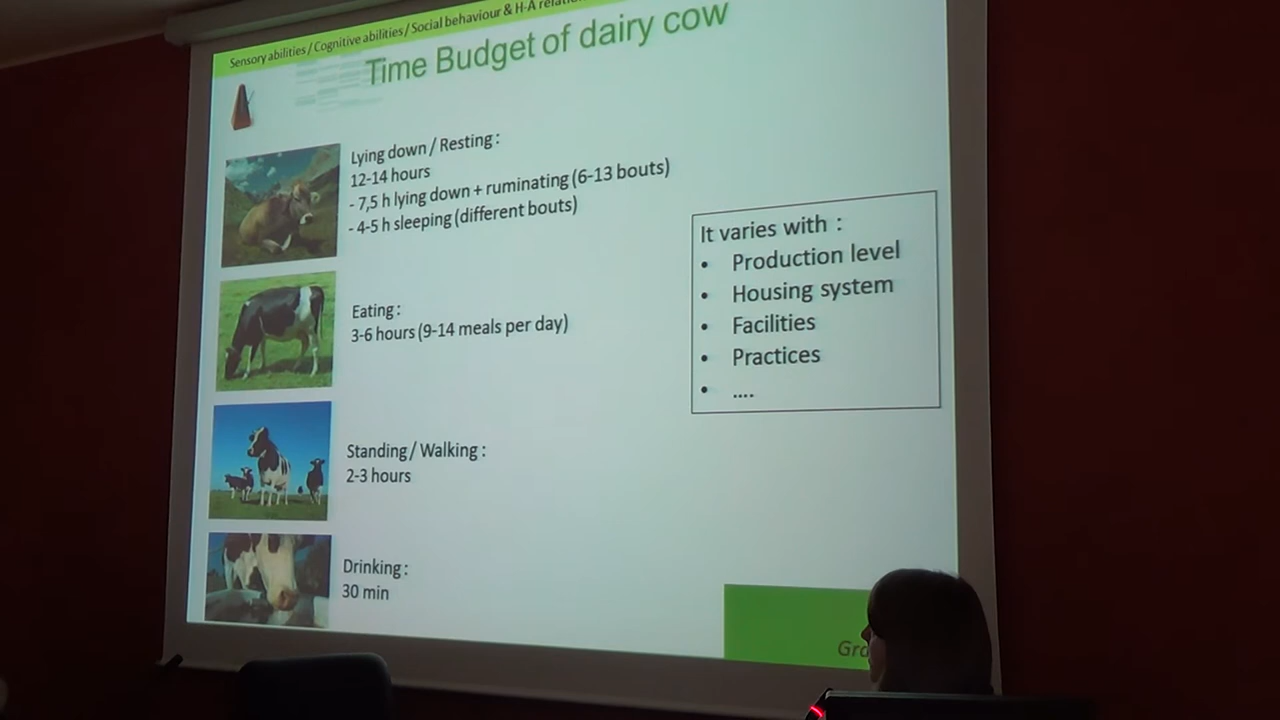 Sensory abilities / Cognitive abilities / Social behaviour & H-A
Time Budget of dairy cow
Lying down / Resting :
12-14 hours
- 7,5 h lying down + ruminating (6-13 bouts)
- 4-5 h sleeping (different bouts)
Eating :
3-6 hours (9-14 meals per day)
Standing / Walking :
2-3 hours
Drinking :
30 min
It varies with :
• Production level
• Housing system
• Facilities
• Practices
• ....